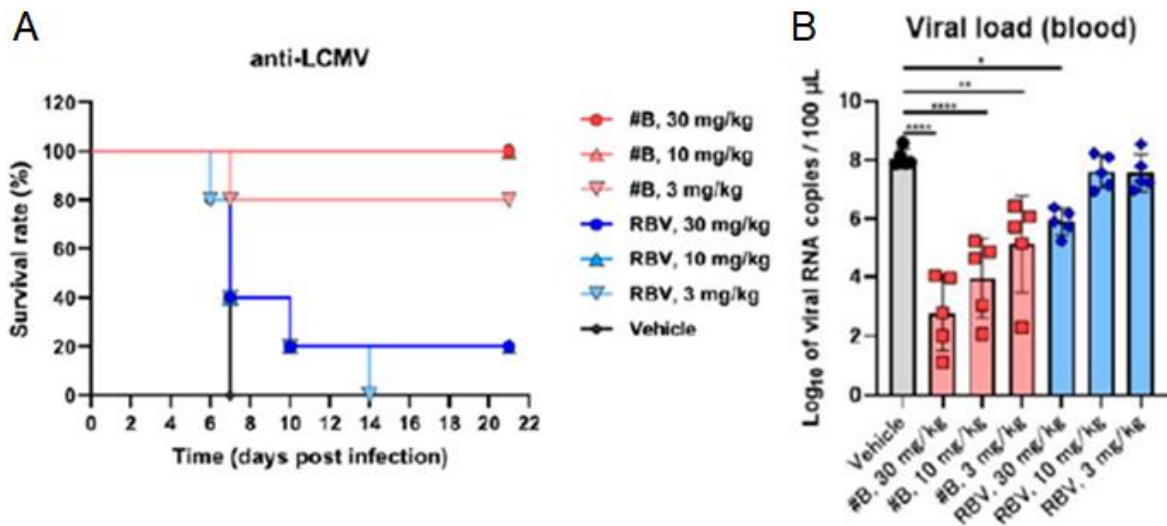 A
anti-LCMV
Survival rate (%)
120
100
80
60
40
20
0
0 2 4 6 8 10 12 14 16 18 20 22
Time (days post infection)
#B, 30 mg/kg
#B, 10 mg/kg
#B, 3 mg/kg
RBV, 30 mg/kg
RBV, 10 mg/kg
RBV, 3 mg/kg
Vehicle
B
Viral load (blood)
Log10 of viral RNA copies / 100 µL
*
**
****
****
10
8
6
4
2
0
Vehicle
#B, 30 mg/kg
#B, 10 mg/kg
#B, 3 mg/kg
RBV, 30 mg/kg
RBV, 10 mg/kg
RBV, 3 mg/kg